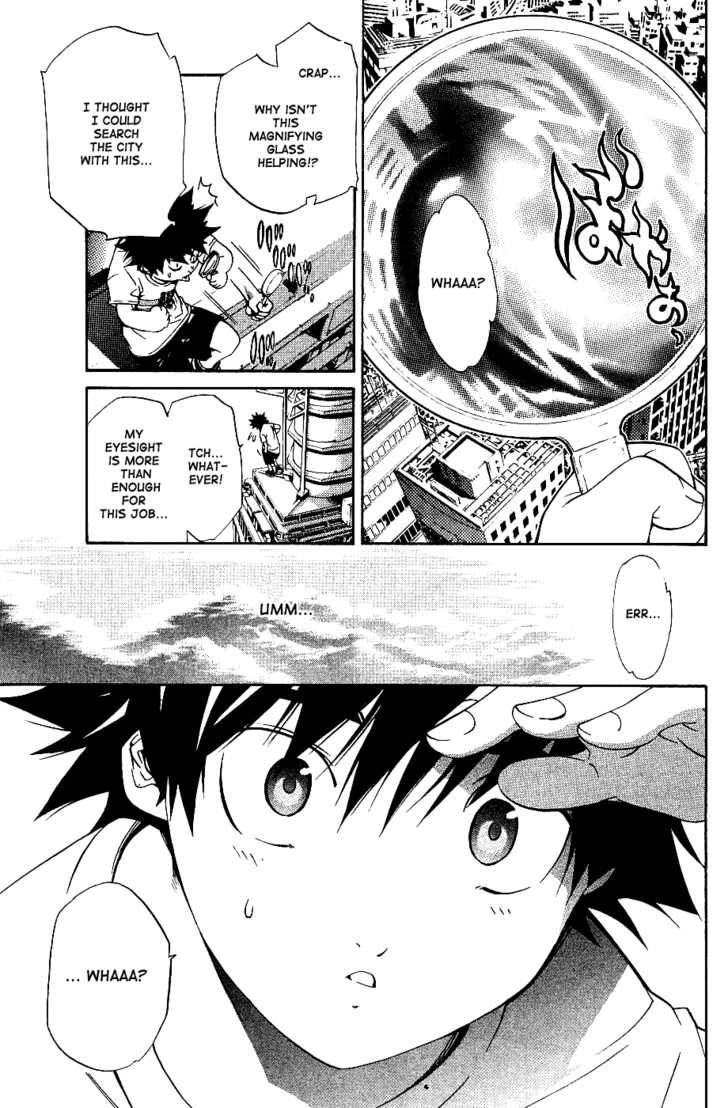 WHAAA?
CRAP...
WHY ISN'T
THIS
MAGNIFYING
GLASS
HELPING!?
I THOUGHT
I COULD
SEARCH
THE CITY
WITH THIS...
TCH...
WHAT-
EVER!
MY
EYESIGHT
IS MORE
THAN
ENOUGH
FOR
THIS JOB...
ERR...
UMM...
... WHAAA?